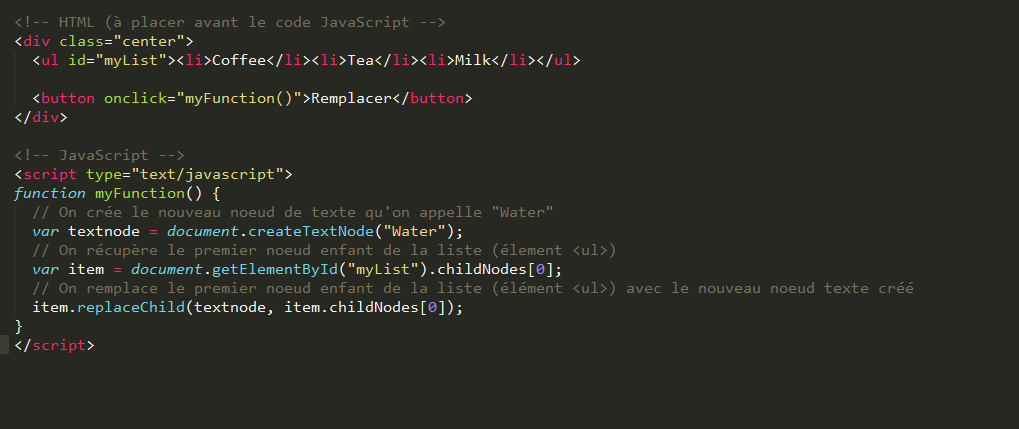 <!-- HTML (à placer avant le code JavaScript -->
<div class="center">
  <ul id="myList"><li>Coffee</li><li>Tea</li><li>Milk</li></ul>

  <button onclick="myFunction()">Remplacer</button>
</div>

<!-- JavaScript -->
<script type="text/javascript">
function myFunction() {
  // On crée le nouveau noeud de texte qu'on appelle "Water"
  var textnode = document.createTextNode("Water");
  // On récupère le premier noeud enfant de la liste (élement <ul>)
  var item = document.getElementById("myList").childNodes[0];
  // On remplace le premier noeud enfant de la liste (élément <ul>) avec le nouveau noeud texte créé
  item.replaceChild(textnode, item.childNodes[0]);
}
</script>